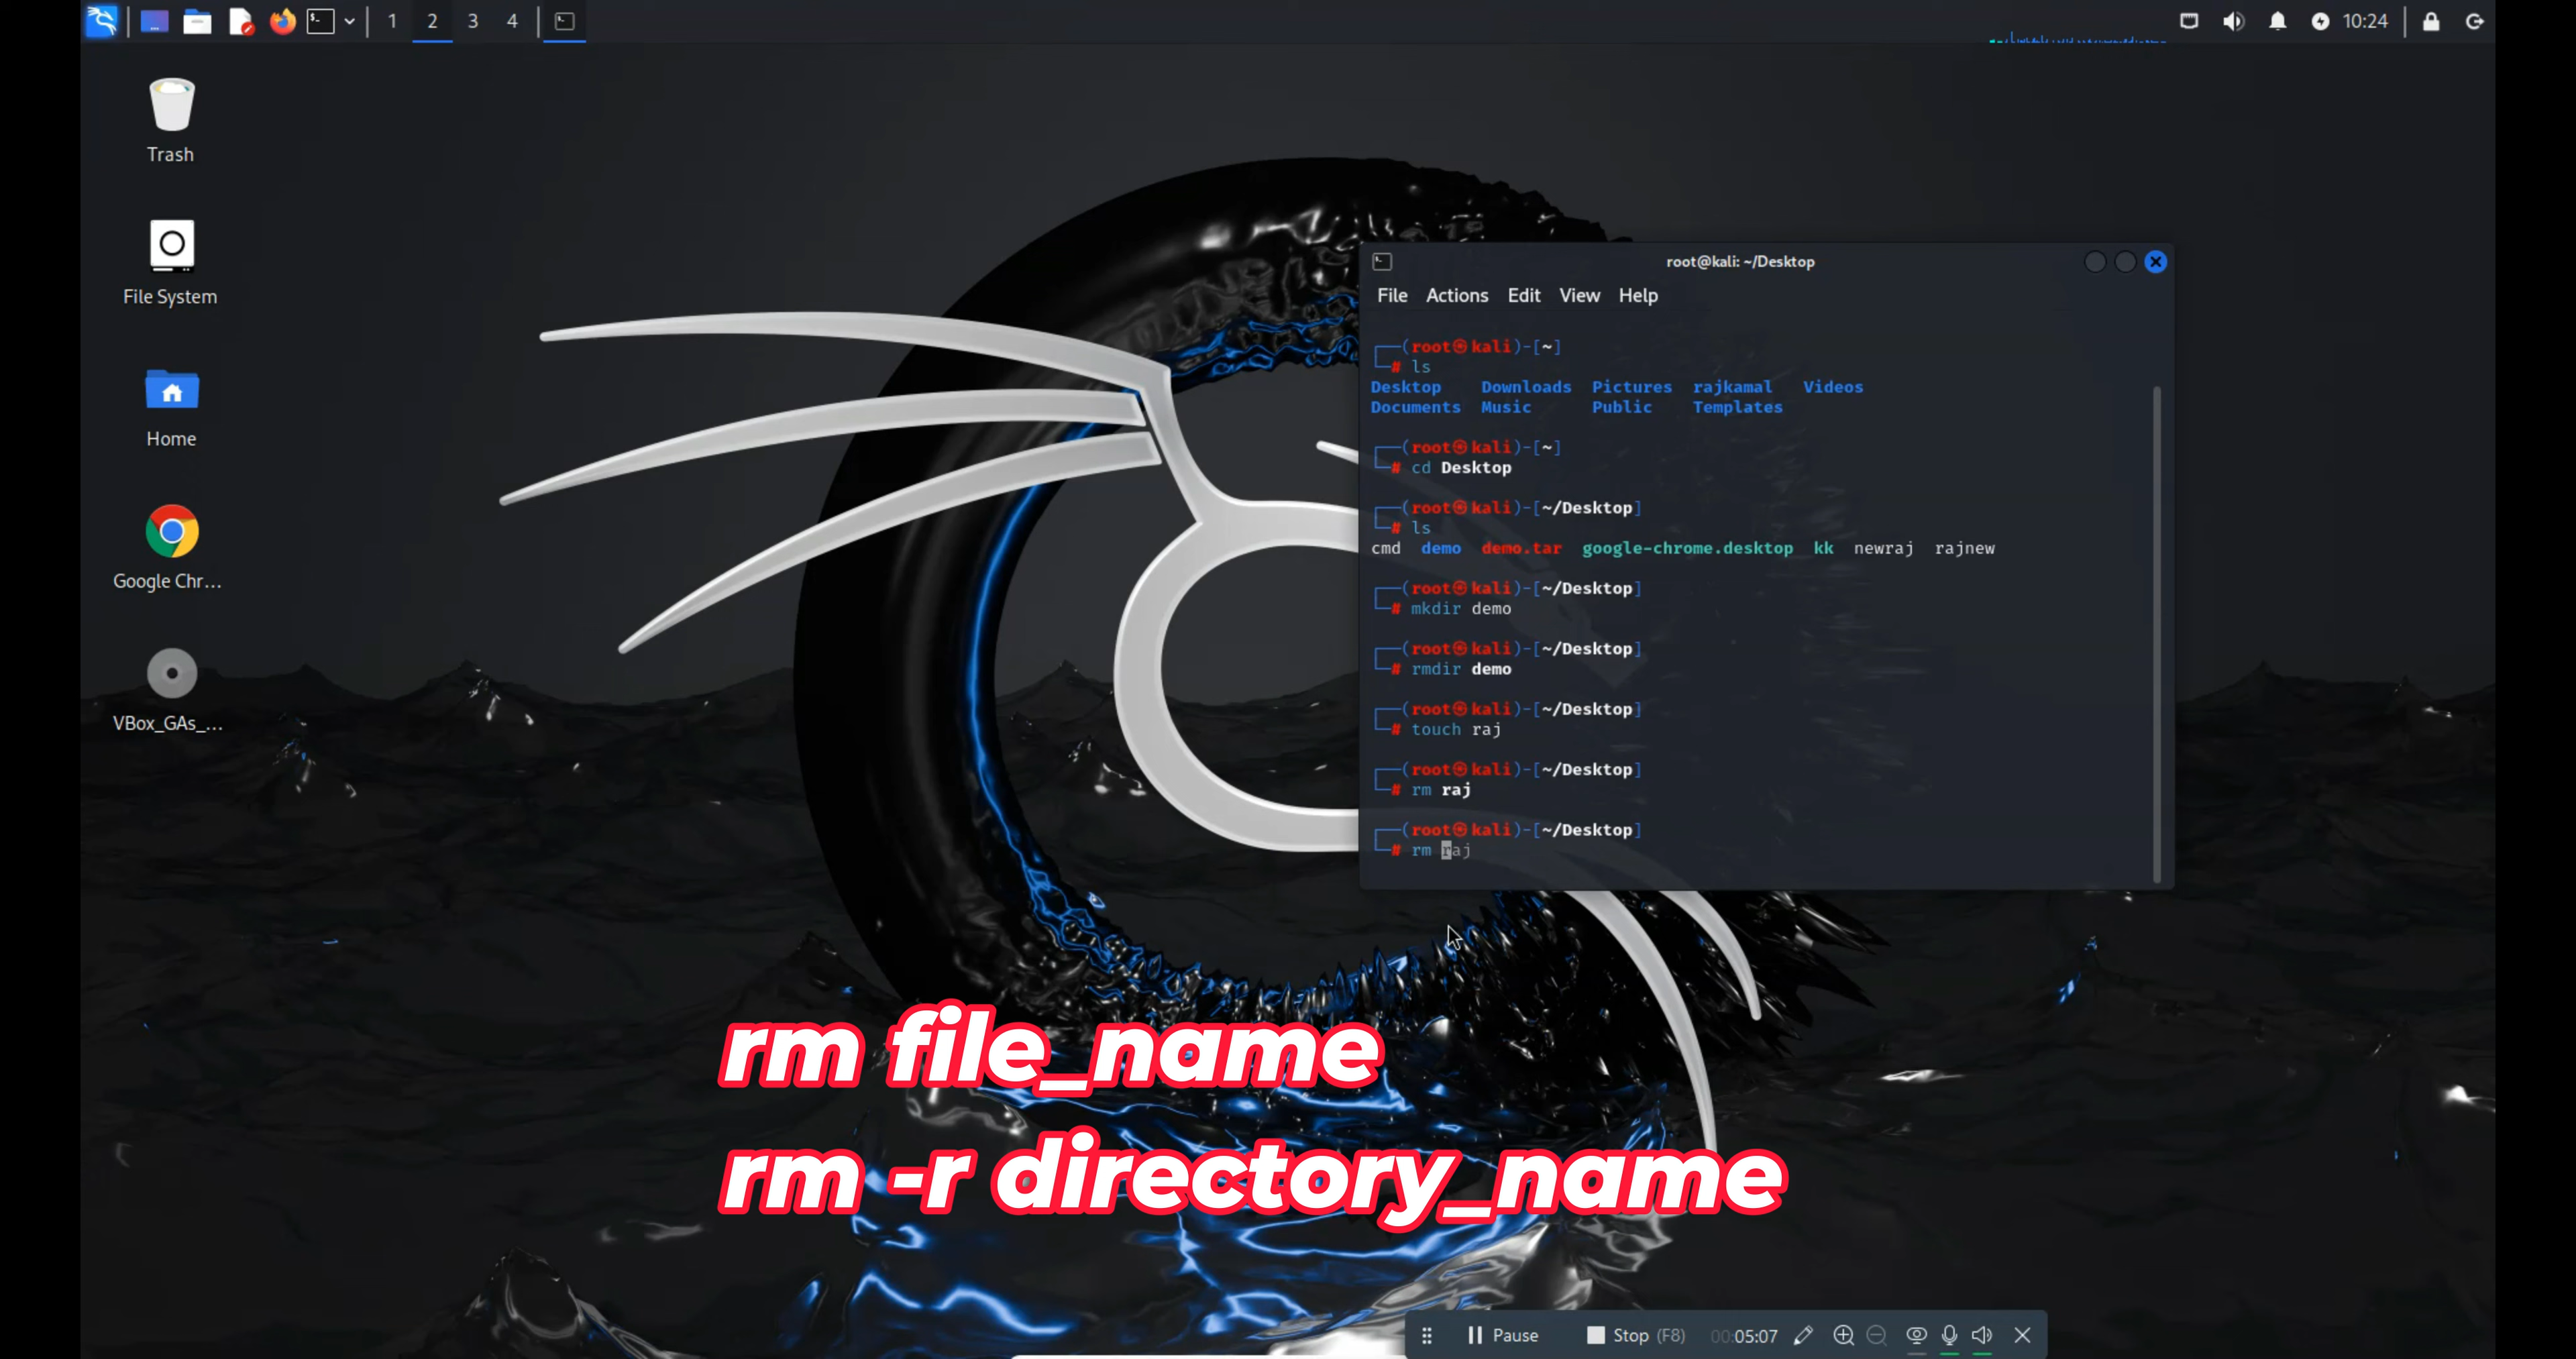 1 2 3 4
10:24
Trash
File System
Home
Google Chr...
VBox_GAs_...
root@kali: ~/Desktop
File Actions Edit View Help
┌──(root㉿kali)-[~]
└─# ls
Desktop Downloads Pictures rajkamal Videos
Documents Music Public Templates
┌──(root㉿kali)-[~]
└─# cd Desktop
┌──(root㉿kali)-[~/Desktop]
└─# ls
cmd demo demo.tar google-chrome.desktop kk newraj rajnew
┌──(root㉿kali)-[~/Desktop]
└─# mkdir demo
┌──(root㉿kali)-[~/Desktop]
└─# rmdir demo
┌──(root㉿kali)-[~/Desktop]
└─# touch raj
┌──(root㉿kali)-[~/Desktop]
└─# rm raj
┌──(root㉿kali)-[~/Desktop]
└─# rm raj
rm file_name
rm -r directory_name
Pause Stop (F8) 00:05:07